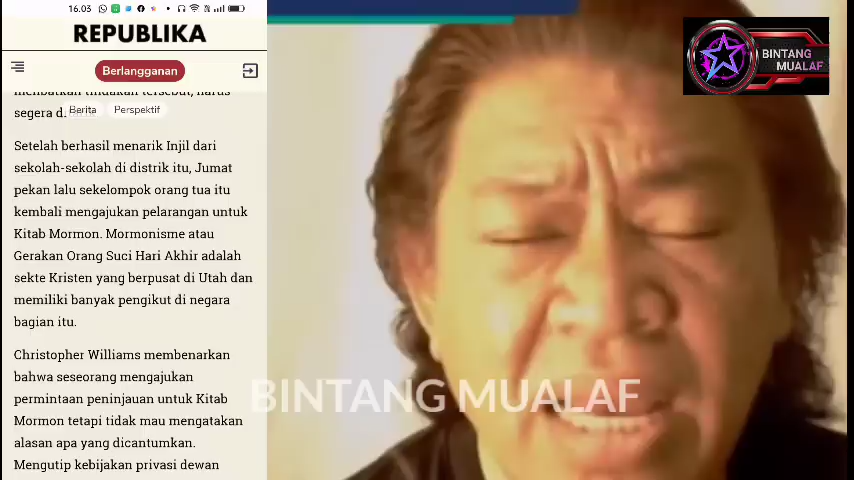 16.03
REPUBLIKA
Berlangganan
membatkan tindakan tersebut, harus
segera d
Berita
Perspektif
Setelah berhasil menarik Injil dari
sekolah-sekolah di distrik itu, Jumat
pekan lalu sekelompok orang tua itu
kembali mengajukan pelarangan untuk
Kitab Mormon. Mormonisme atau
Gerakan Orang Suci Hari Akhir adalah
sekte Kristen yang berpusat di Utah dan
memiliki banyak pengikut di negara
bagian itu.
Christopher Williams membenarkan
bahwa seseorang mengajukan
permintaan peninjauan untuk Kitab
Mormon tetapi tidak mau mengatakan
alasan apa yang dicantumkan.
Mengutip kebijakan privasi dewan
BINTANG MUALAF
BINTANG
MUALAF